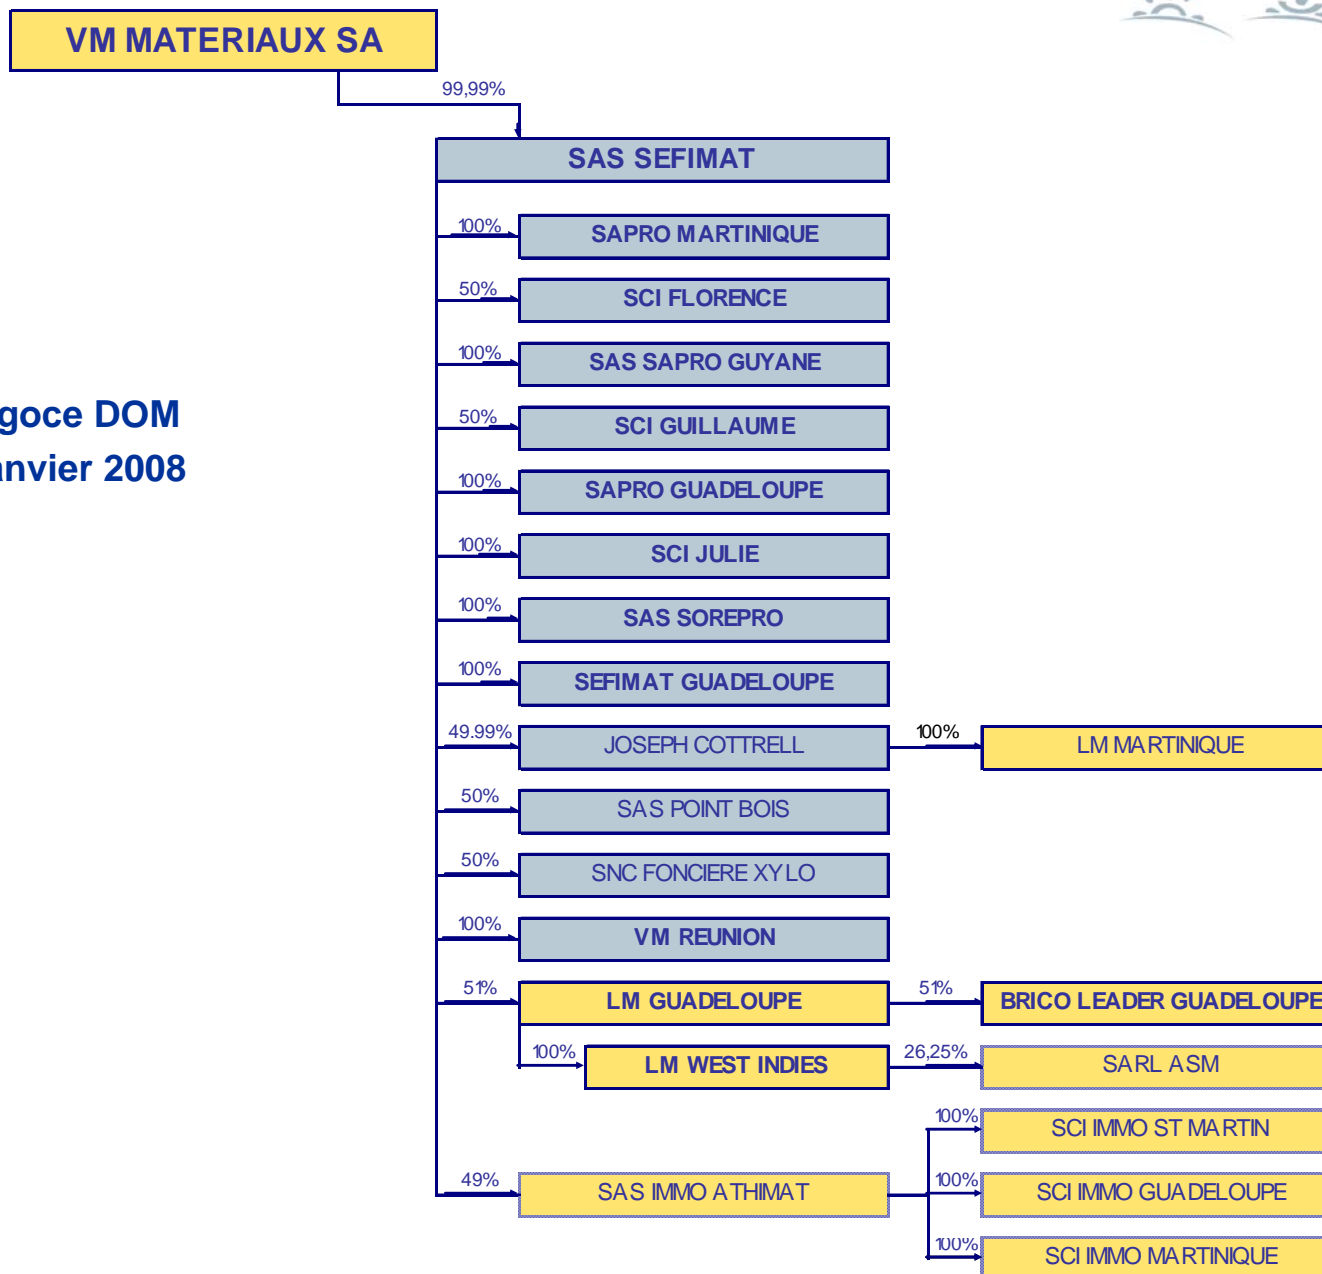 VM MATERIAUX SA
99,99%
SAS SEFIMAT
100%
SAPRO MARTINIQUE
50%
SCI FLORENCE
100%
SAS SAPRO GUYANE
goce DOM
50%
SCI GUILLAUME
anvier 2008
100%
SAPRO GUADELOUPE
100%
SCI JULIE
100%
SAS SOREPRO
100%
SEFIMAT GUADELOUPE
49.99%
JOSEPH COTTRELL
100%
LM MARTINIQUE
50%
SAS POINT BOIS
50%
SNC FONCIERE XYLO
100%
VM REUNION
51%
LM GUADELOUPE
51%
BRICO LEADER GUADELOUPE
100%
LM WEST INDIES
26,25%
SARL ASM
100%
SCI IMMO ST MARTIN
49%
SAS IMMO ATHIMAT
100%
SCI IMMO GUADELOUPE
100%
SCI IMMO MARTINIQUE